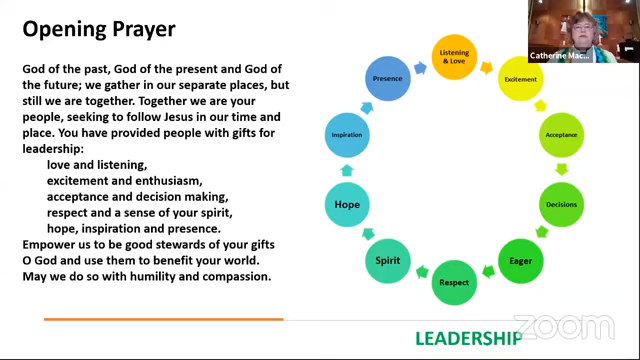 Opening Prayer
God of the past, God of the present and God of
the future; we gather in our separate places, but
still we are together. Together we are your
people, seeking to follow Jesus in our time and
place. You have provided people with gifts for
leadership:
love and listening,
excitement and enthusiasm,
acceptance and decision making,
respect and a sense of your spirit,
hope, inspiration and presence.
Empower us to be good stewards of your gifts
O God and use them to benefit your world.
May we do so with humility and compassion.
Listening
& Love
Excitement
Acceptance
Decisions
Eager
Respect
Spirit
Hope
Inspiration
Presence
Catherine Mac...
LEADERSHIP
zoom